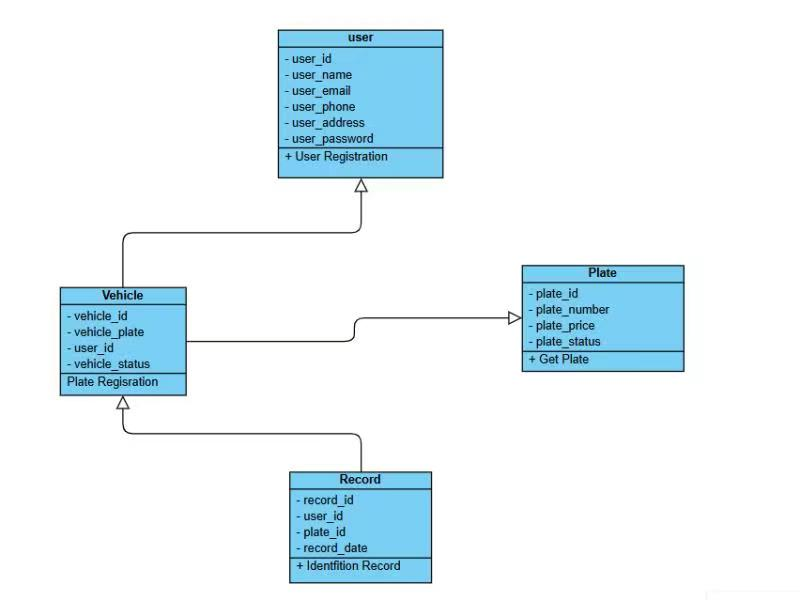 user
- user_id
- user_name
- user_email
- user_phone
- user_address
- user_password
+ User Registration
Vehicle
- vehicle_id
- vehicle_plate
- user_id
- vehicle_status
Plate Regisration
Plate
- plate_id
- plate_number
- plate_price
- plate_status
+ Get Plate
Record
- record_id
- user_id
- plate_id
- record_date
+ Identfition Record